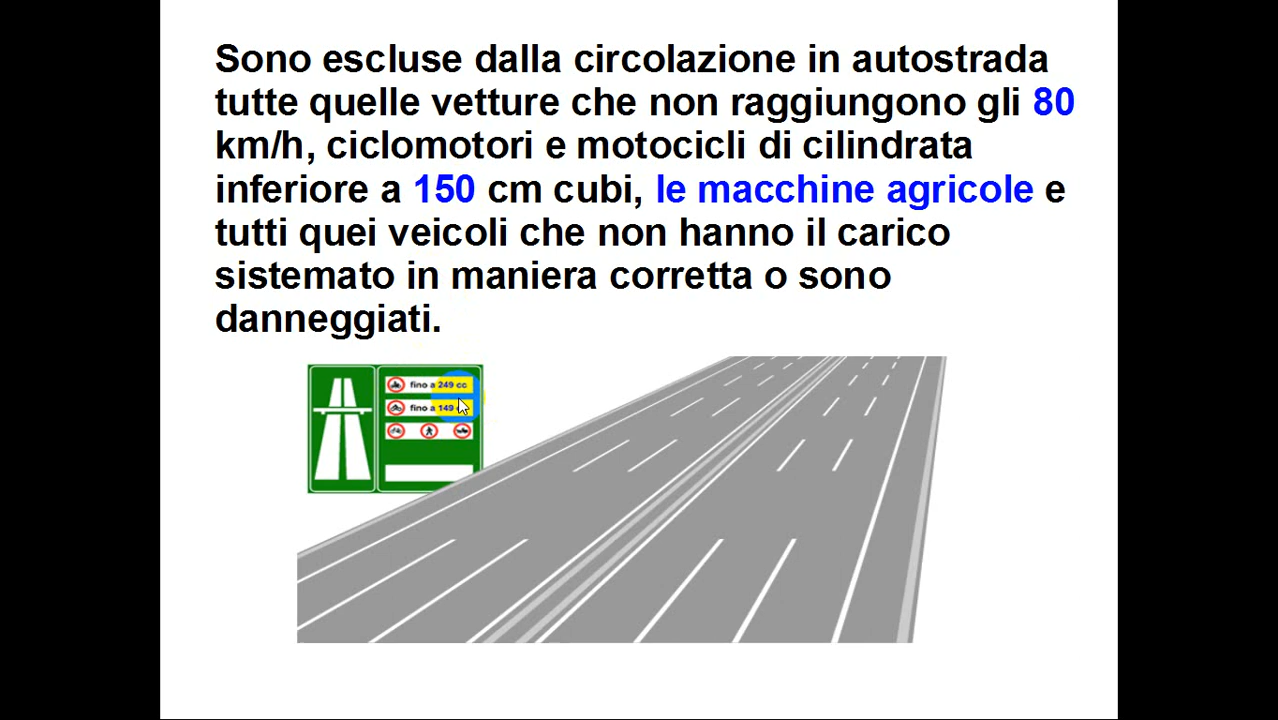 Sono escluse dalla circolazione in autostrada
tutte quelle vetture che non raggiungono gli 80
km/h, ciclomotori e motocicli di cilindrata
inferiore a 150 cm cubi, le macchine agricole e
tutti quei veicoli che non hanno il carico
sistemato in maniera corretta o sono
danneggiati.
fino a 249 cc
fino a 149